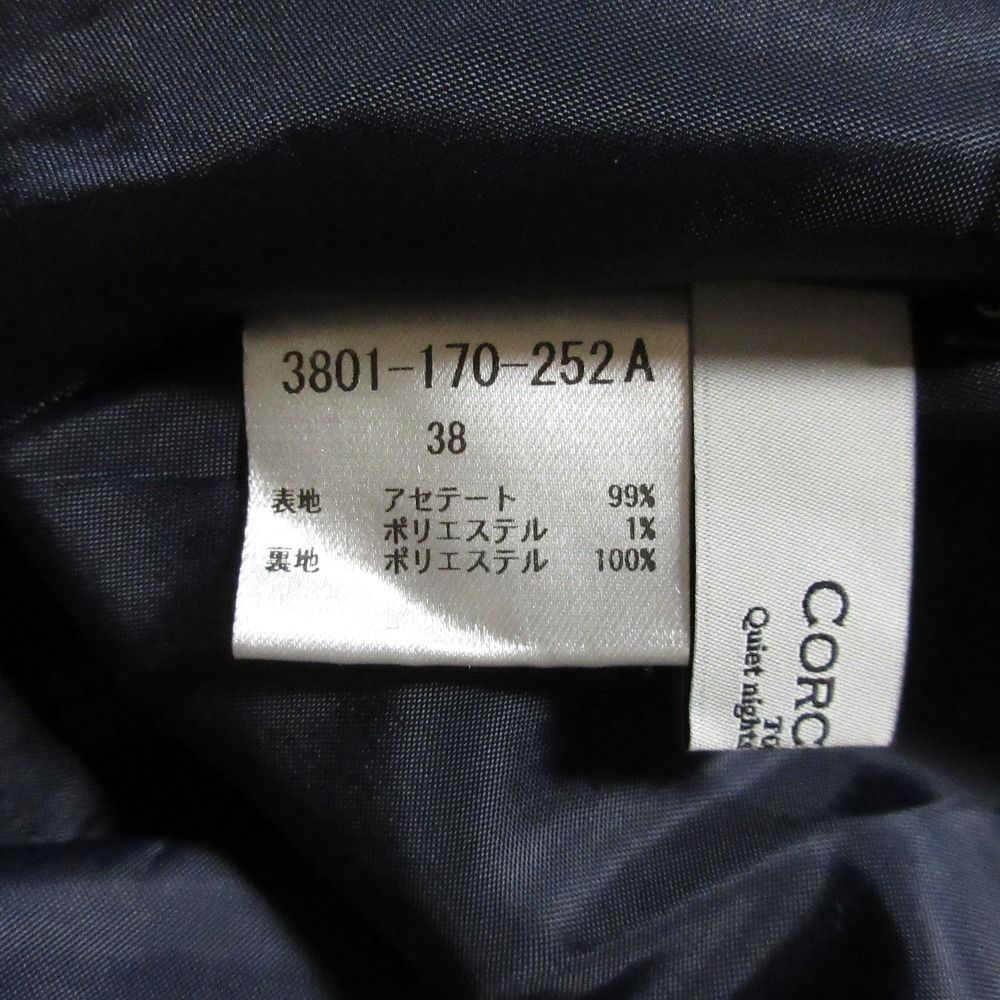 3801-170-252A
38
表地 アセテート 99%
ポリエステル 1%
裏地 ポリエステル 100%
CORC
Quiet night
To